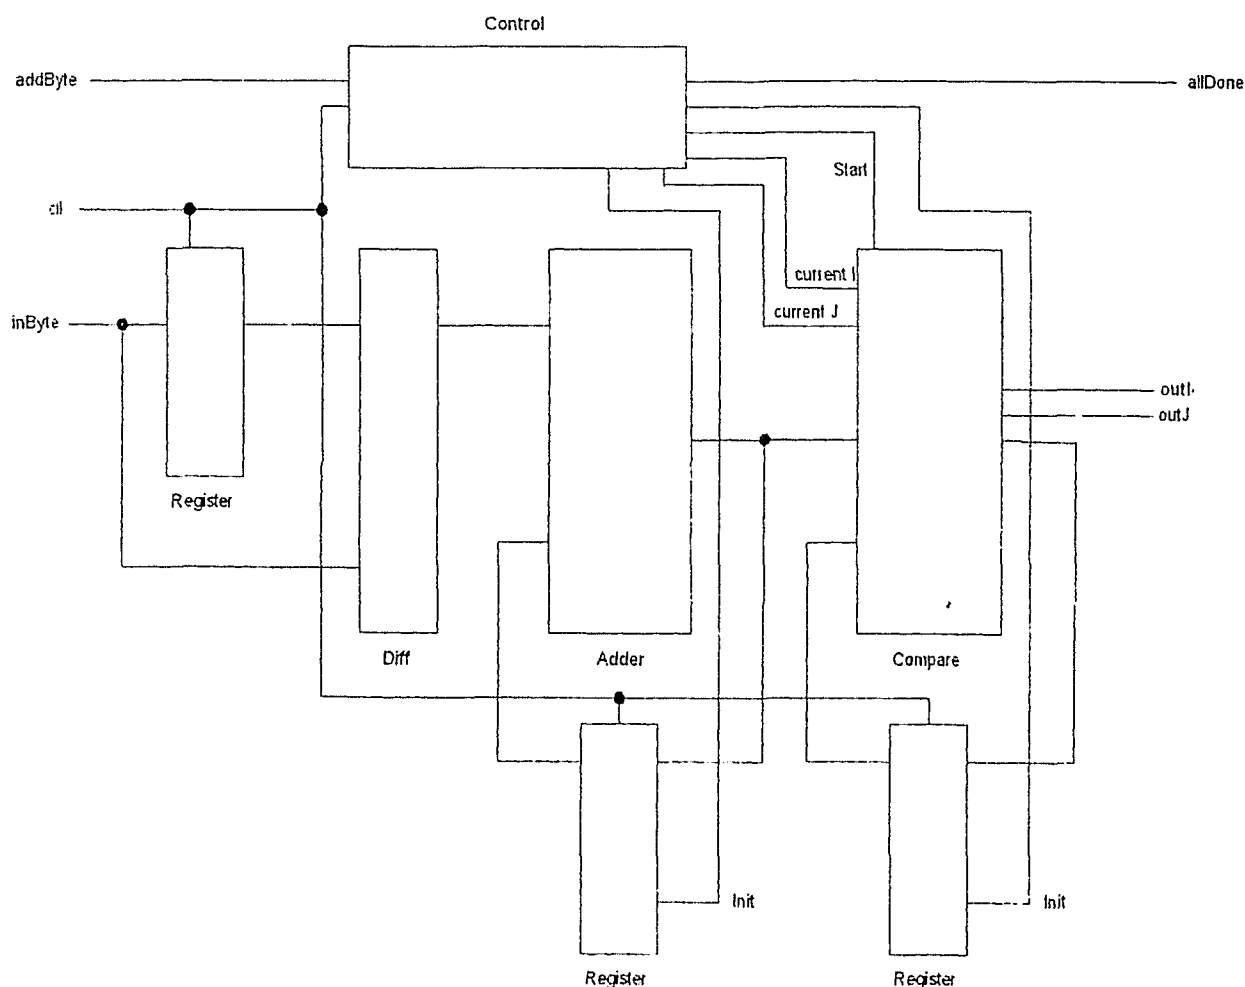 Control
addByte
allDone
Start
inByte
current I
current J
outI
outJ
Register
Diff
Adder
Compare
Init
Init
Register
Register